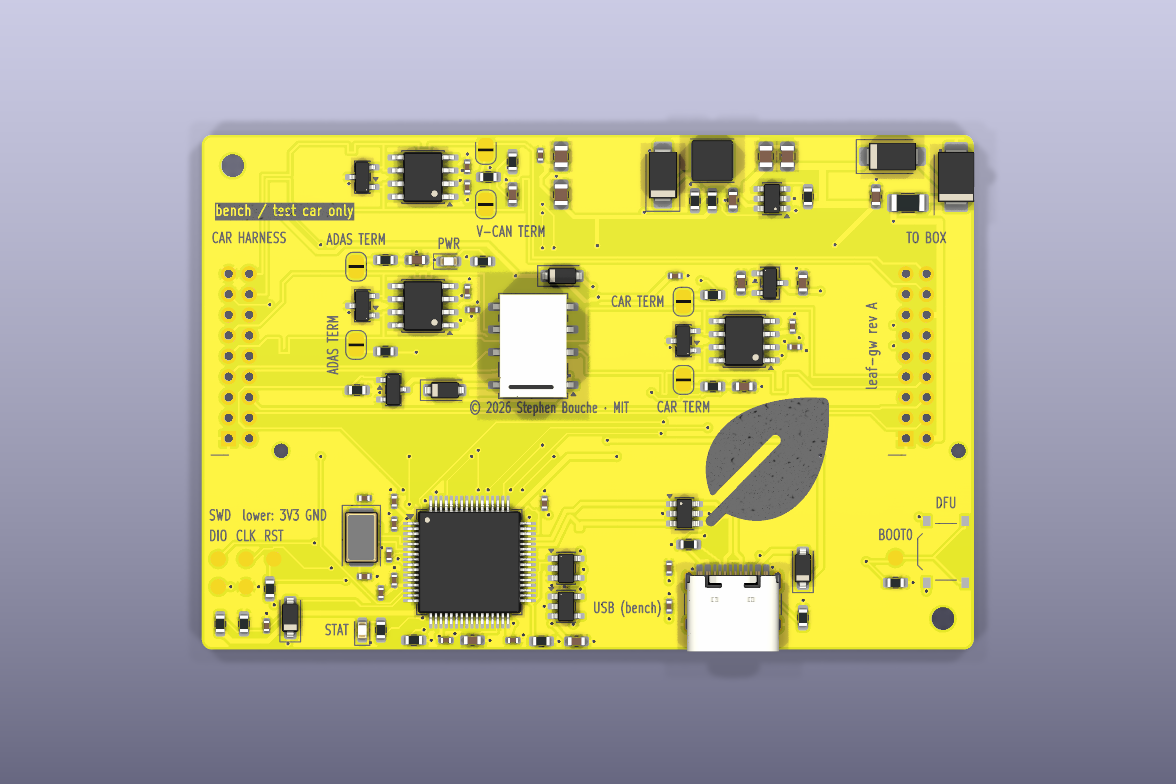 bench / test car only
CAR HARNESS
ADAS TERM
PWR
V-CAN TERM
TO BOX
CAR TERM
ADAS TERM
leaf-gw rev A
© 2026 Stephen Bouche · MIT
CAR TERM
SWD lower: 3V3 GND
DIO CLK RST
DFU
BOOT0
USB (bench)
STAT